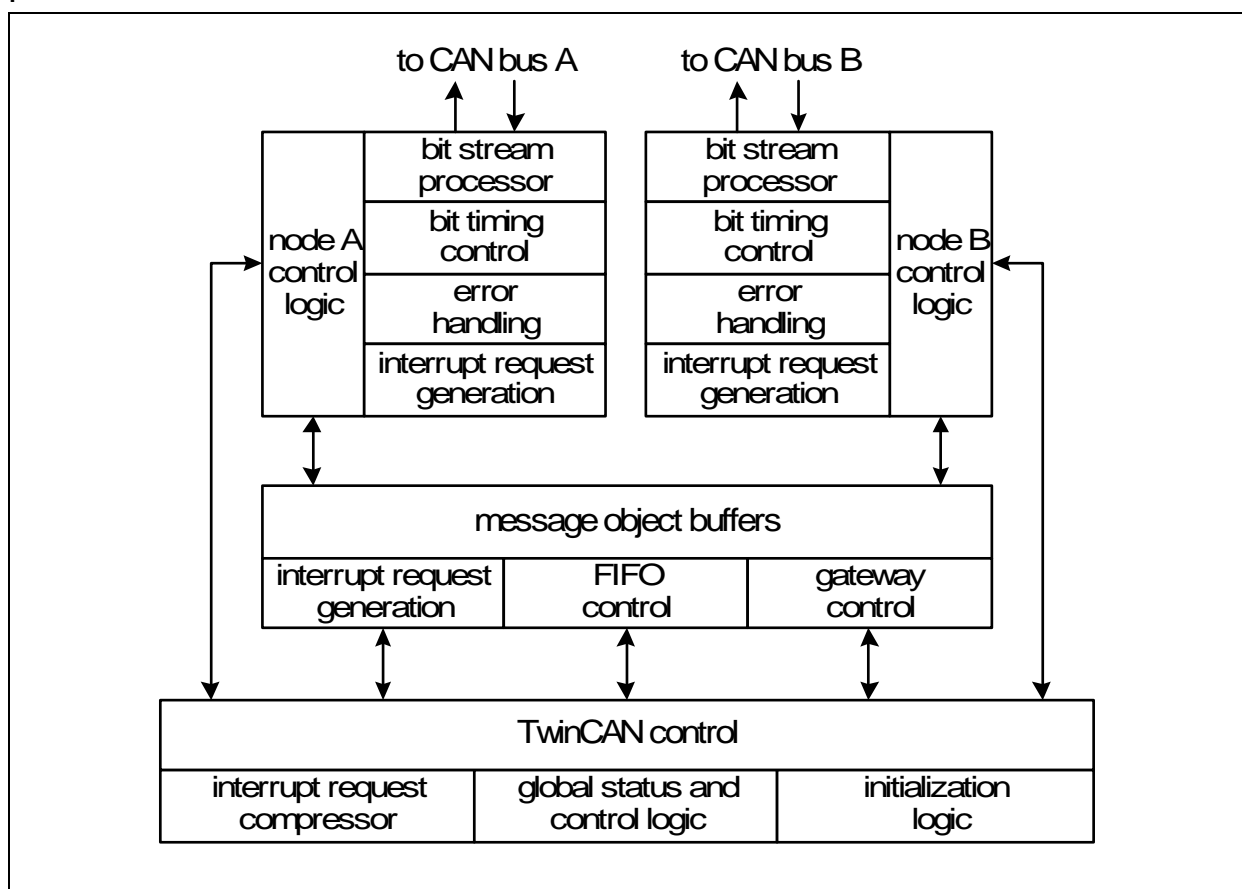 to CAN bus A
to CAN bus B
node A
control
logic
bit stream
processor
bit timing
control
error
handling
interrupt request
generation
bit stream
processor
bit timing
control
error
handling
interrupt request
generation
node B
control
logic
message object buffers
interrupt request
generation
FIFO
control
gateway
control
TwinCAN control
interrupt request
compressor
global status and
control logic
initialization
logic